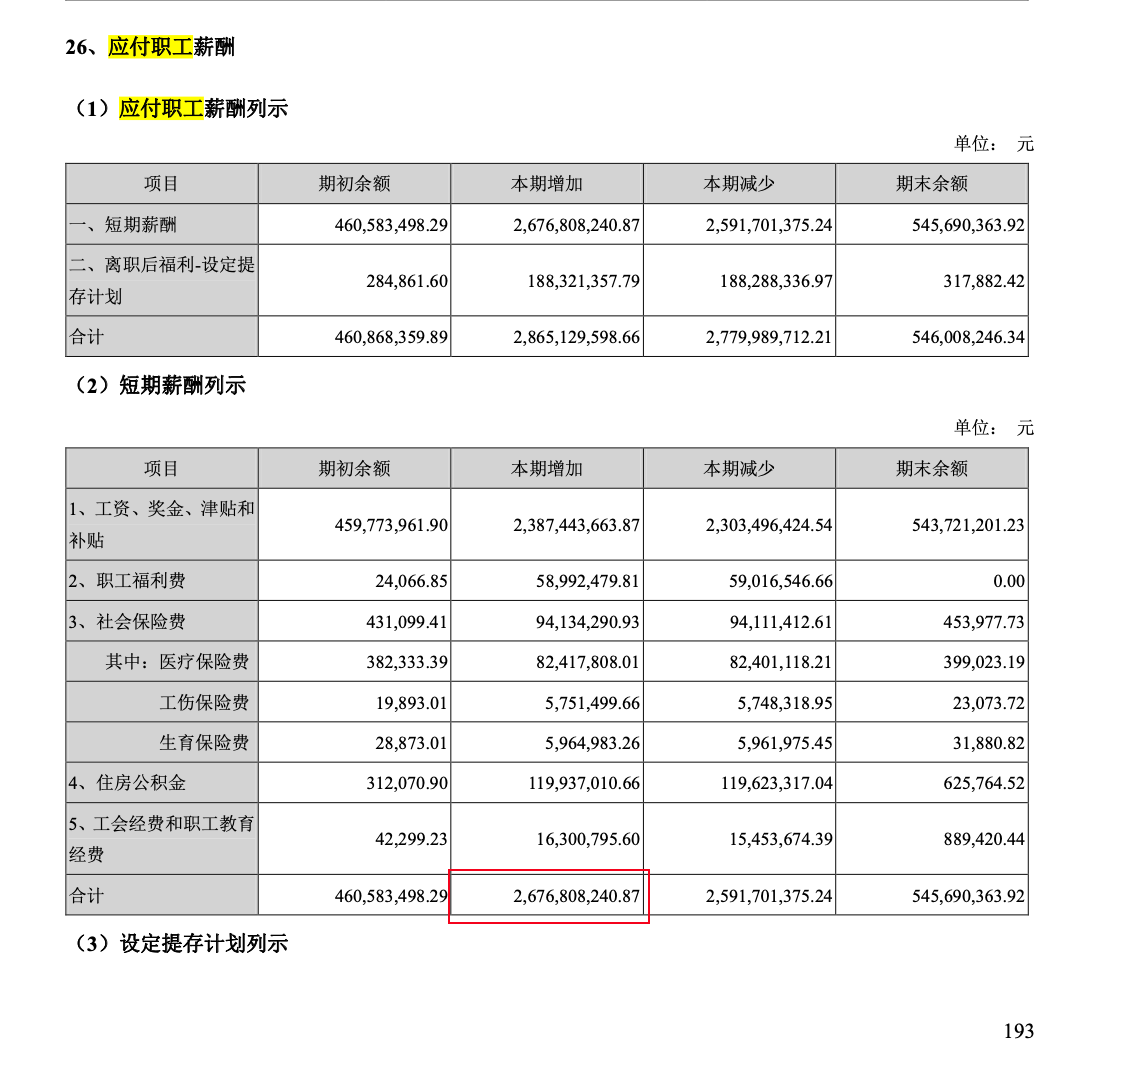 26、应付职工薪酬
（1）应付职工薪酬列示
单位： 元
项目 期初余额 本期增加 本期减少 期末余额
一、短期薪酬 460,583,498.29 2,676,808,240.87 2,591,701,375.24 545,690,363.92
二、离职后福利-设定提
存计划 284,861.60 188,321,357.79 188,288,336.97 317,882.42
合计 460,868,359.89 2,865,129,598.66 2,779,989,712.21 546,008,246.34
（2）短期薪酬列示
单位： 元
项目 期初余额 本期增加 本期减少 期末余额
1、工资、奖金、津贴和
补贴 459,773,961.90 2,387,443,663.87 2,303,496,424.54 543,721,201.23
2、职工福利费 24,066.85 58,992,479.81 59,016,546.66 0.00
3、社会保险费 431,099.41 94,134,290.93 94,111,412.61 453,977.73
其中：医疗保险费 382,333.39 82,417,808.01 82,401,118.21 399,023.19
工伤保险费 19,893.01 5,751,499.66 5,748,318.95 23,073.72
生育保险费 28,873.01 5,964,983.26 5,961,975.45 31,880.82
4、住房公积金 312,070.90 119,937,010.66 119,623,317.04 625,764.52
5、工会经费和职工教育
经费 42,299.23 16,300,795.60 15,453,674.39 889,420.44
合计 460,583,498.29 2,676,808,240.87 2,591,701,375.24 545,690,363.92
（3）设定提存计划列示
193